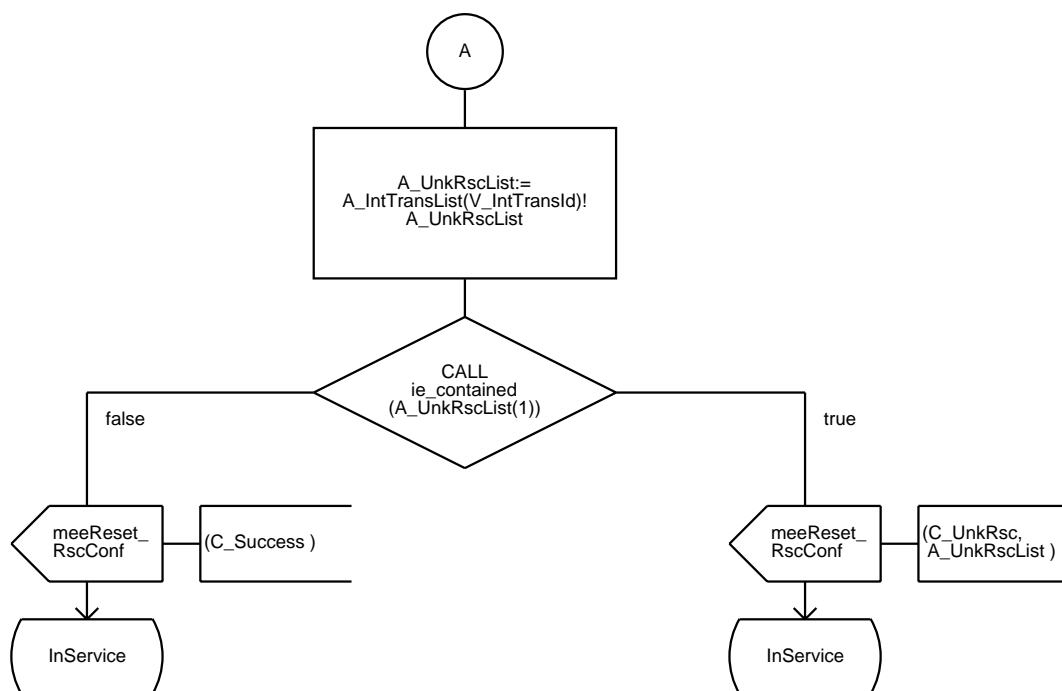 A
A_UnkRscList:=
A_IntTransList(V_IntTransId)!
A_UnkRscList
CALL
ie_contained
(A_UnkRscList(1))
false
true
meeReset_
RscConf
(C_Success )
meeReset_
RscConf
(C_UnkRsc,
A_UnkRscList )
InService
InService